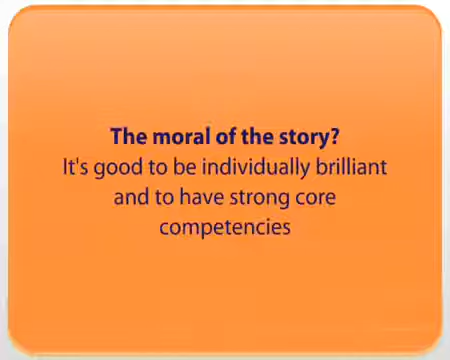 The moral of the story?
It's good to be individually brilliant
and to have strong core
competencies